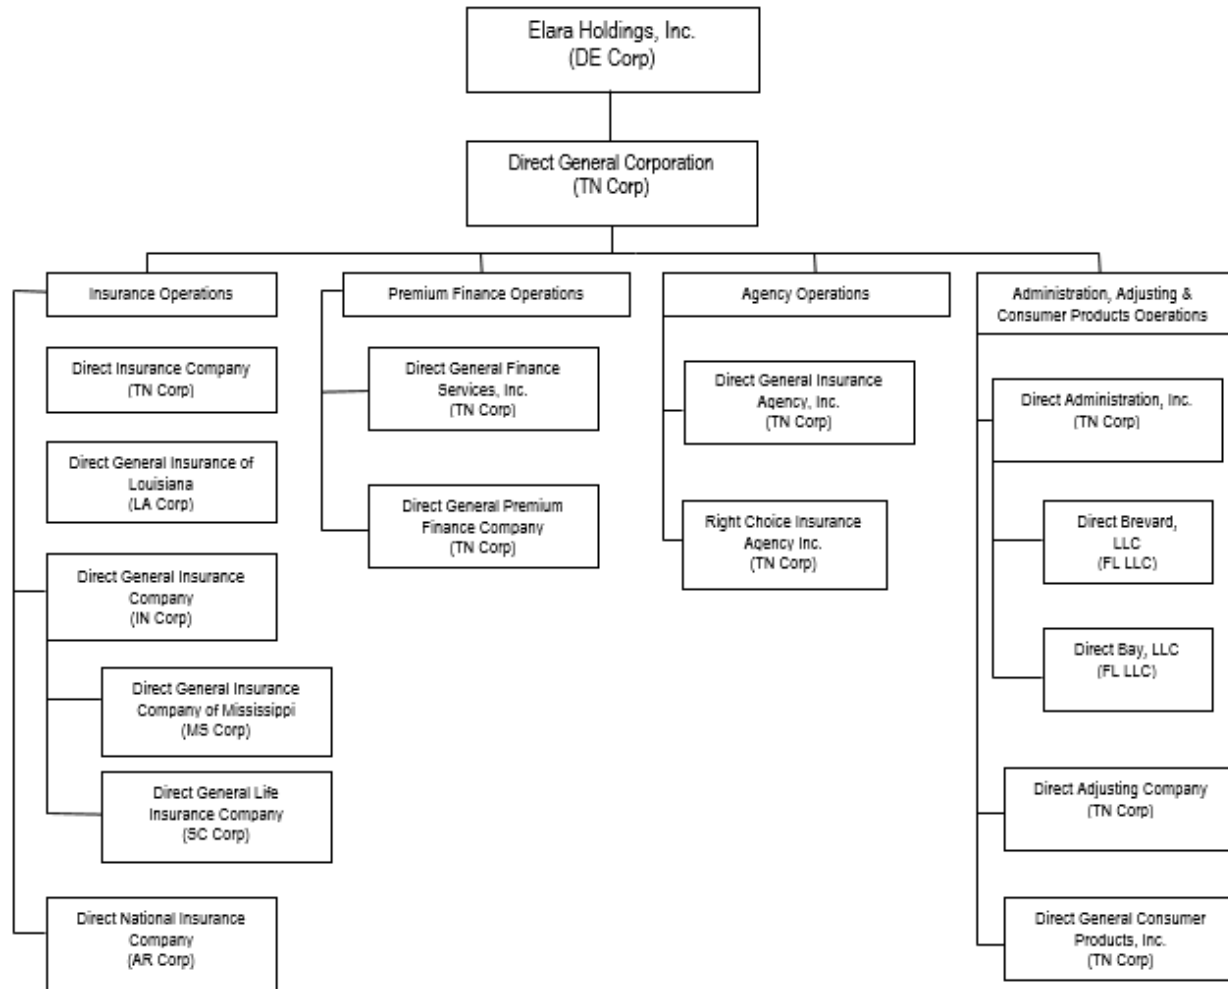 Elara Holdings, Inc.
(DE Corp)
Direct General Corporation
(TN Corp)
Insurance Operations
Premium Finance Operations
Agency Operations
Administration, Adjusting &
Consumer Products Operations
Direct Insurance Company
(TN Corp)
Direct General Insurance of
Louisiana
(LA Corp)
Direct General Insurance
Company
(IN Corp)
Direct General Insurance
Company of Mississippi
(MS Corp)
Direct General Life
Insurance Company
(SC Corp)
Direct National Insurance
Company
(AR Corp)
Direct General Finance
Services, Inc.
(TN Corp)
Direct General Premium
Finance Company
(TN Corp)
Direct General Insurance
Agency, Inc.
(TN Corp)
Right Choice Insurance
Agency Inc.
(TN Corp)
Direct Administration, Inc.
(TN Corp)
Direct Brevard,
LLC
(FL LLC)
Direct Bay, LLC
(FL LLC)
Direct Adjusting Company
(TN Corp)
Direct General Consumer
Products, Inc.
(TN Corp)